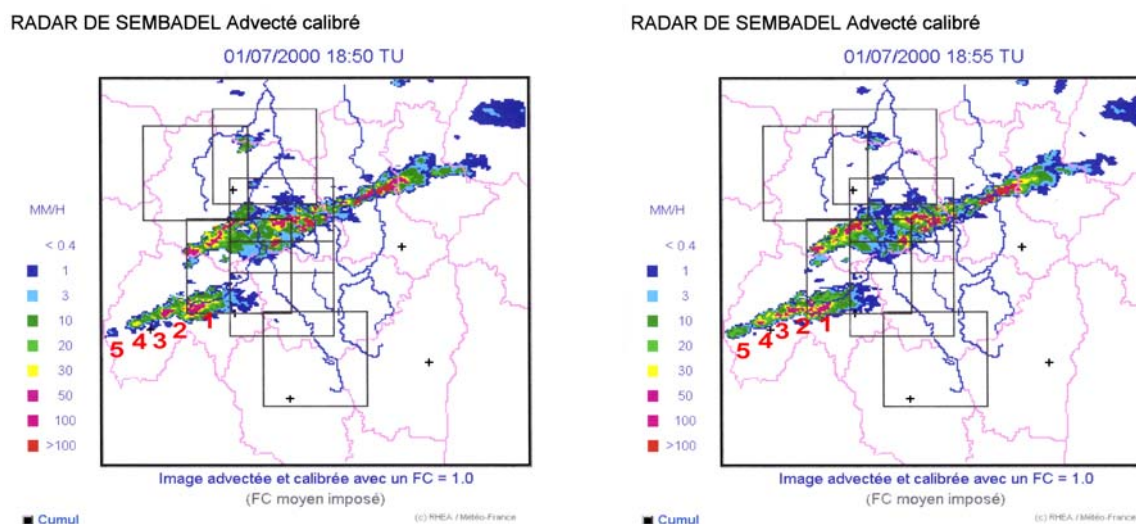 RADAR DE SEMBADEL Advecté calibré
01/07/2000 18:50 TU
MM/H
< 0 4
1
3
10
20
30
50
100
>100
5 4 3 2 1
Image advectée et calibrée avec un FC = 1.0
(FC moyen imposé)
Cumul
(c) RHEA / Météo-France
RADAR DE SEMBADEL Advecté calibré
01/07/2000 18:55 TU
MM/H
< 0 4
1
3
10
20
30
50
100
>100
5 4 3 2 1
Image advectée et calibrée avec un FC = 1.0
(FC moyen imposé)
Cumul
(c) RHEA / Météo-France